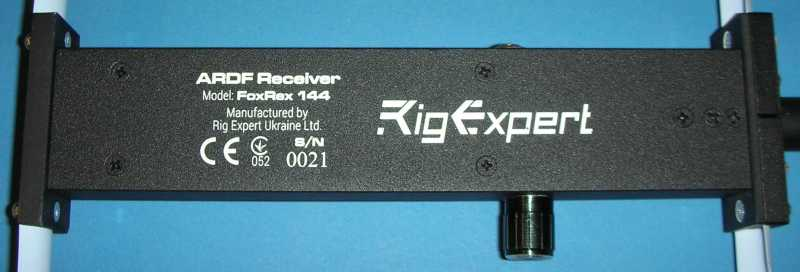 ARDF Receiver
Model: FoxRex 144
Manufactured by
Rig Expert Ukraine Ltd.
CE 052 S/N 0021
RigExpert